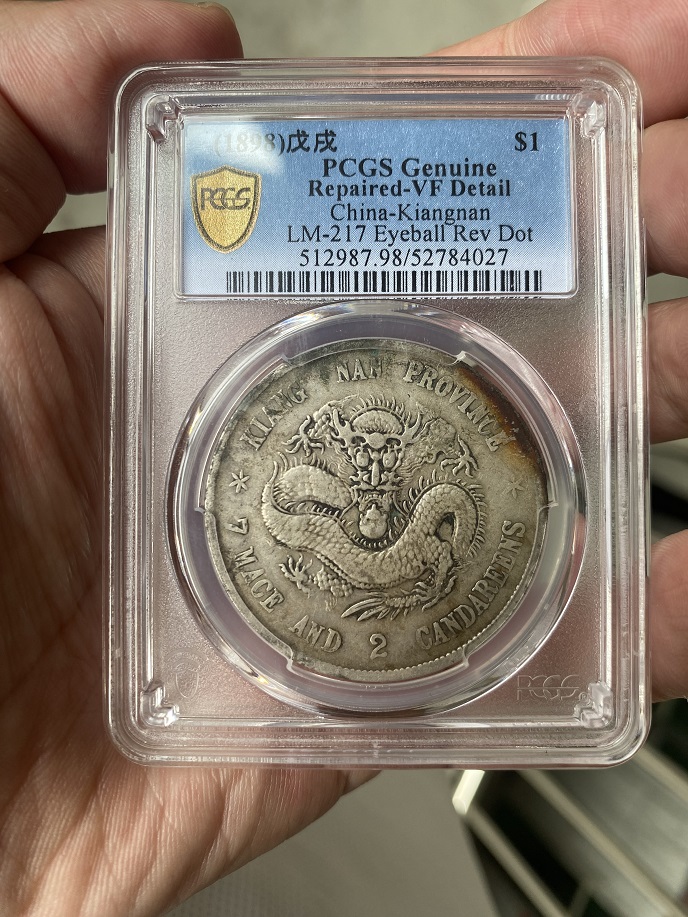 (1898)戊戌 $1
PCGS Genuine
Repaired-VF Detail
China-Kiangnan
LM-217 Eyeball Rev Dot
512987.98/52784027
PCGS
KIANG NAN PROVINCE
7 MACE AND 2 CANDAREENS
PCGS